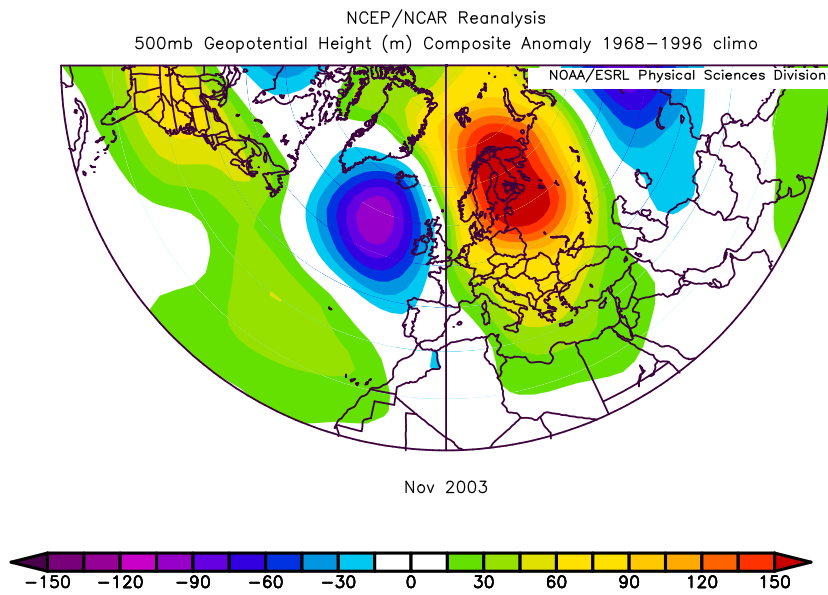 NCEP/NCAR Reanalysis
500mb Geopotential Height (m) Composite Anomaly 1968−1996 climo
NOAA/ESRL Physical Sciences Division
Nov 2003
−150 −120 −90 −60 −30 0 30 60 90 120 150